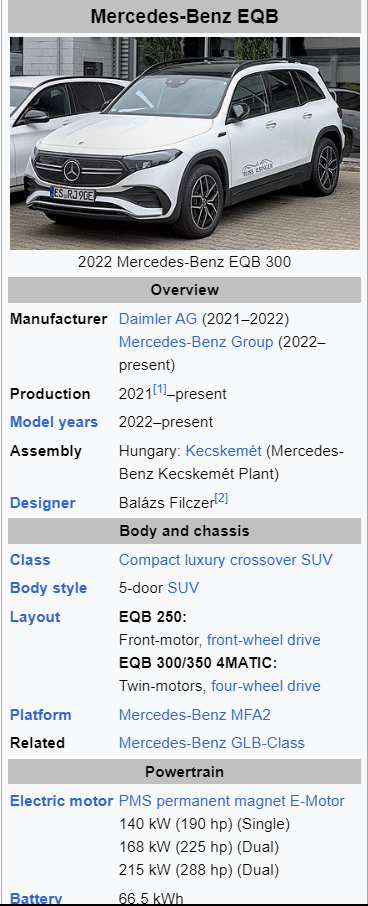 Mercedes-Benz EQB
ES RJ 90E
RUSS JESINGER
2022 Mercedes-Benz EQB 300
Overview
Manufacturer Daimler AG (2021–2022)
Mercedes-Benz Group (2022–
present)
Production 2021[1]–present
Model years 2022–present
Assembly Hungary: Kecskemét (Mercedes-
Benz Kecskemét Plant)
Designer Balázs Filczer[2]
Body and chassis
Class Compact luxury crossover SUV
Body style 5-door SUV
Layout EQB 250:
Front-motor, front-wheel drive
EQB 300/350 4MATIC:
Twin-motors, four-wheel drive
Platform Mercedes-Benz MFA2
Related Mercedes-Benz GLB-Class
Powertrain
Electric motor PMS permanent magnet E-Motor
140 kW (190 hp) (Single)
168 kW (225 hp) (Dual)
215 kW (288 hp) (Dual)
Battery 66.5 kWh